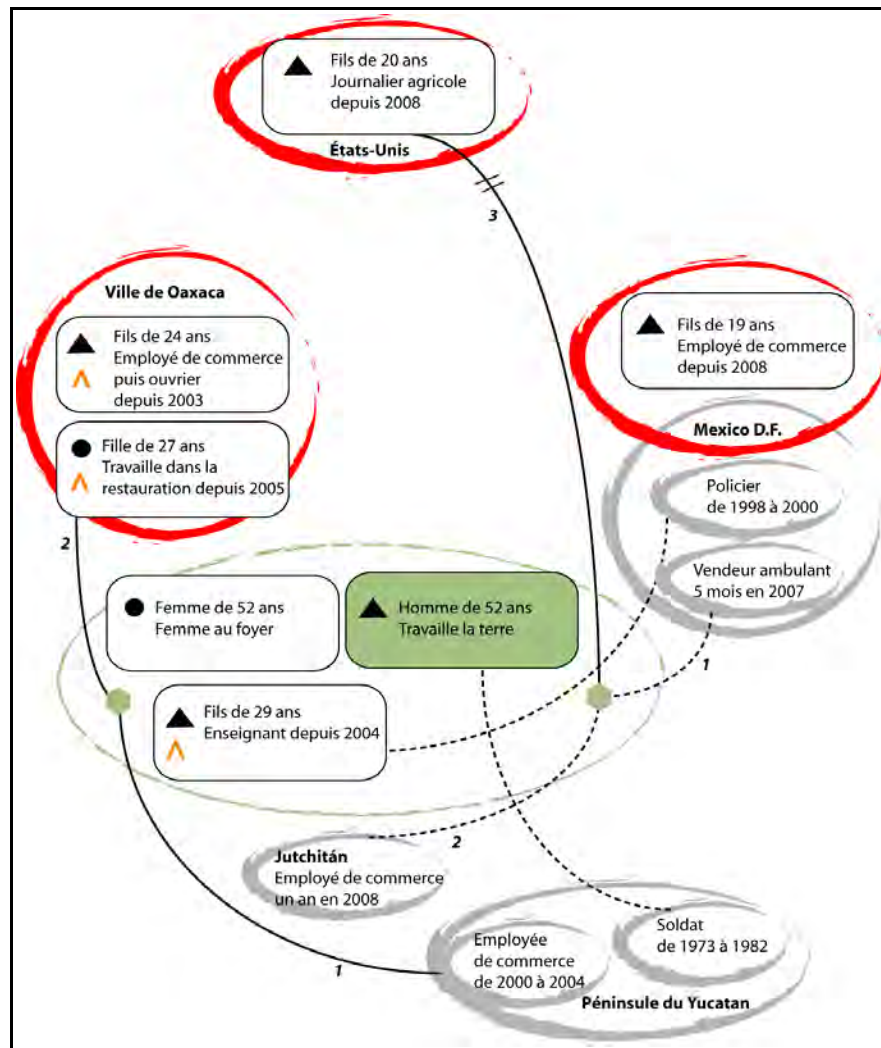 Fils de 20 ans
Journalier agricole
depuis 2008
États-Unis
3
Ville de Oaxaca
Fils de 24 ans
Employé de commerce
puis ouvrier
depuis 2003
Fille de 27 ans
Travaille dans la
restauration depuis 2005
2
Fils de 19 ans
Employé de commerce
depuis 2008
Mexico D.F.
Policier
de 1998 à 2000
Vendeur ambulant
5 mois en 2007
1
Femme de 52 ans
Femme au foyer
Homme de 52 ans
Travaille la terre
Fils de 29 ans
Enseignant depuis 2004
2
Jutchitán
Employé de commerce
un an en 2008
1
Employée
de commerce
de 2000 à 2004
Soldat
de 1973 à 1982
Péninsule du Yucatan